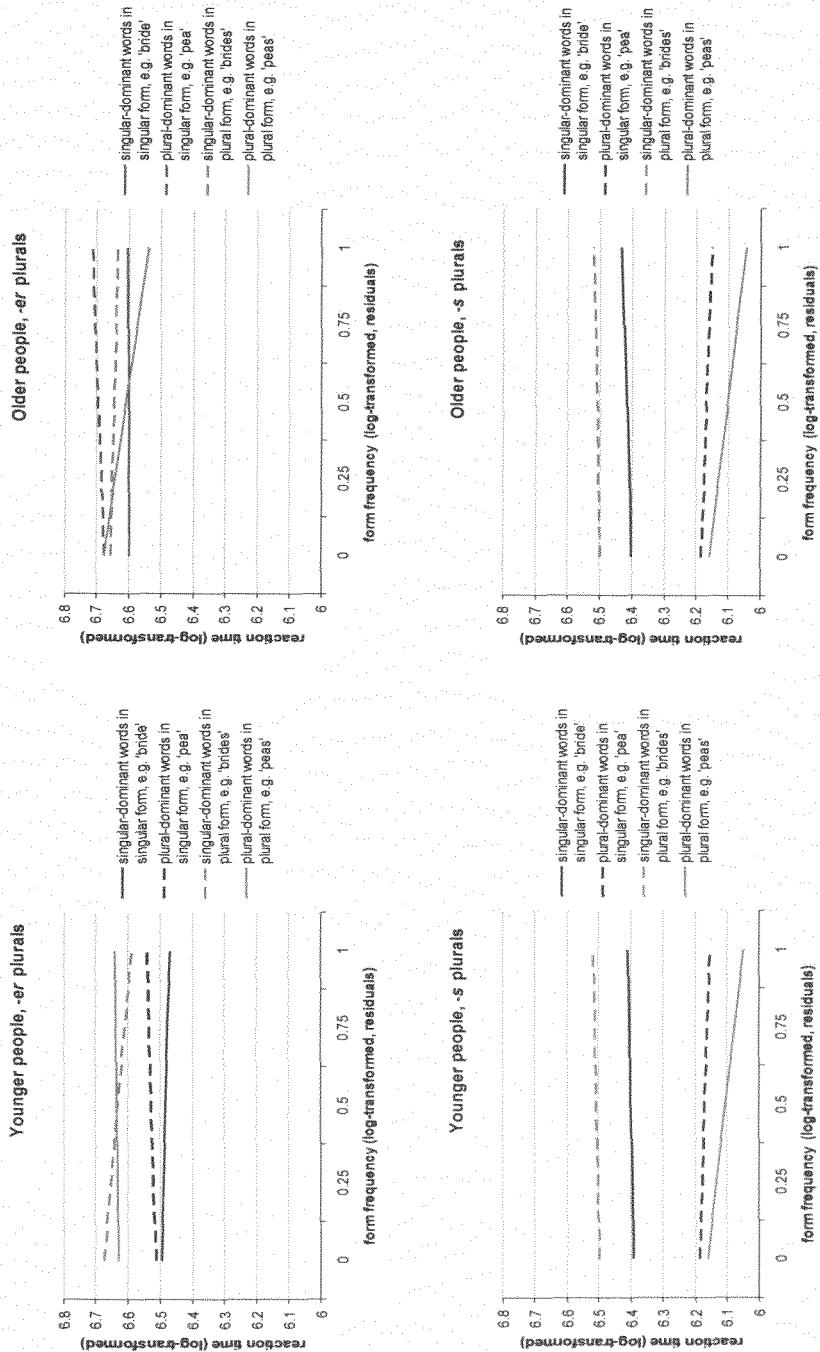 Younger people, -er plurals
reaction time (log-transformed)
6.8
6.7
6.6
6.5
6.4
6.3
6.2
6.1
6
0
0.25
0.5
0.75
1
form frequency (log-transformed, residuals)
singular-dominant words in
singular form, e.g. 'bride'
plural-dominant words in
singular form, e.g. 'pea'
singular-dominant words in
plural form, e.g. 'brides'
plural-dominant words in
plural form, e.g. 'peas'
Older people, -er plurals
reaction time (log-transformed)
6.8
6.7
6.6
6.5
6.4
6.3
6.2
6.1
6
0
0.25
0.5
0.75
1
form frequency (log-transformed, residuals)
singular-dominant words in
singular form, e.g. 'bride'
plural-dominant words in
singular form, e.g. 'pea'
singular-dominant words in
plural form, e.g. 'brides'
plural-dominant words in
plural form, e.g. 'peas'
Younger people, -s plurals
reaction time (log-transformed)
6.8
6.7
6.6
6.5
6.4
6.3
6.2
6.1
6
0
0.25
0.5
0.75
1
form frequency (log-transformed, residuals)
singular-dominant words in
singular form, e.g. 'bride'
plural-dominant words in
singular form, e.g. 'pea'
singular-dominant words in
plural form, e.g. 'brides'
plural-dominant words in
plural form, e.g. 'peas'
Older people, -s plurals
reaction time (log-transformed)
6.8
6.7
6.6
6.5
6.4
6.3
6.2
6.1
6
0
0.25
0.5
0.75
1
form frequency (log-transformed, residuals)
singular-dominant words in
singular form, e.g. 'bride'
plural-dominant words in
singular form, e.g. 'pea'
singular-dominant words in
plural form, e.g. 'brides'
plural-dominant words in
plural form, e.g. 'peas'